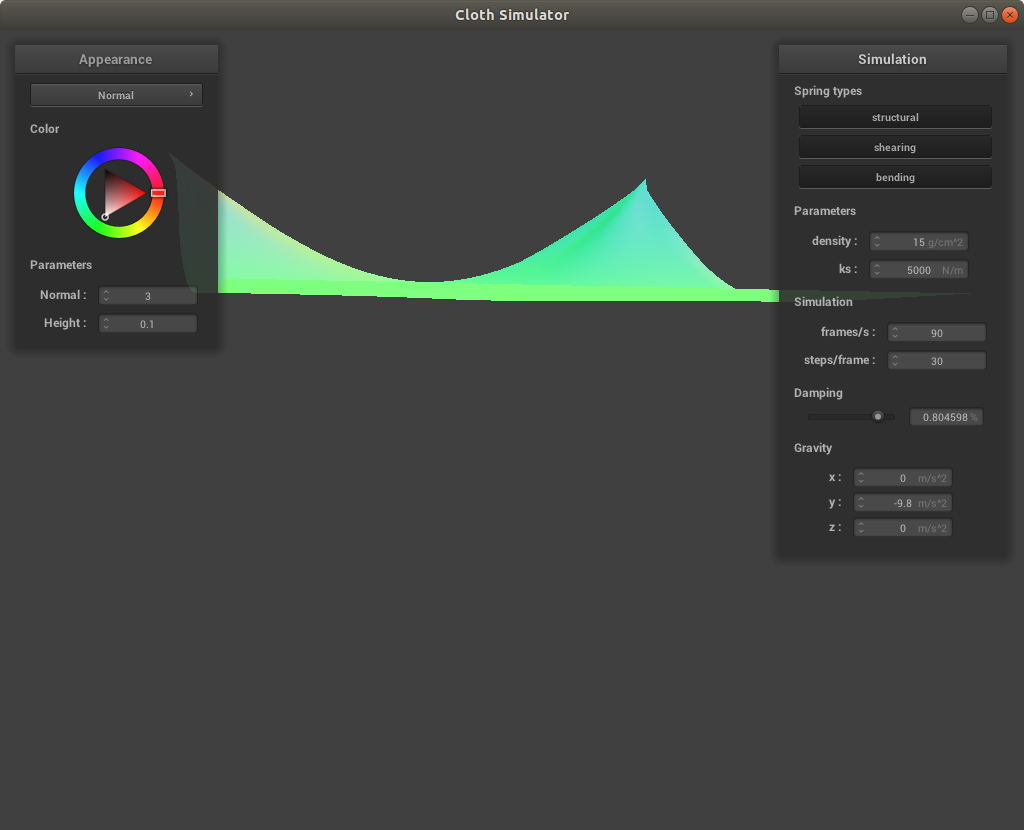 Cloth Simulator
Appearance
Normal
Color
Parameters
Normal : 3
Height : 0.1
Simulation
Spring types
structural
shearing
bending
Parameters
density : 15 g/cm^2
ks : 5000 N/m
Simulation
frames/s : 90
steps/frame : 30
Damping
0.804598 %
Gravity
x : 0 m/s^2
y : -9.8 m/s^2
z : 0 m/s^2